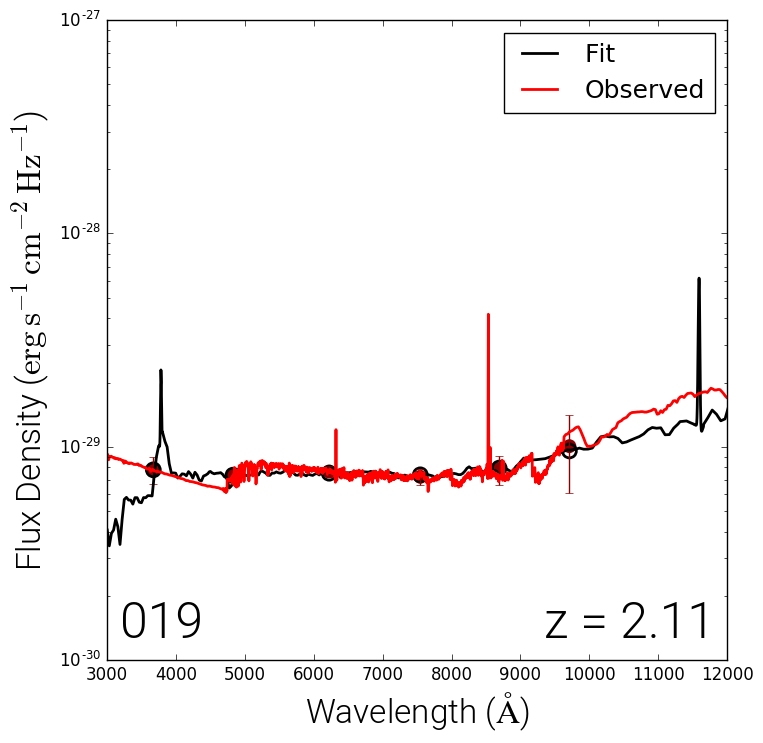 10^-27
10^-28
10^-29
10^-30
Flux Density (erg s^-1 cm^-2 Hz^-1)
Fit
Observed
019
z = 2.11
3000 4000 5000 6000 7000 8000 9000 10000 11000 12000
Wavelength (Å)